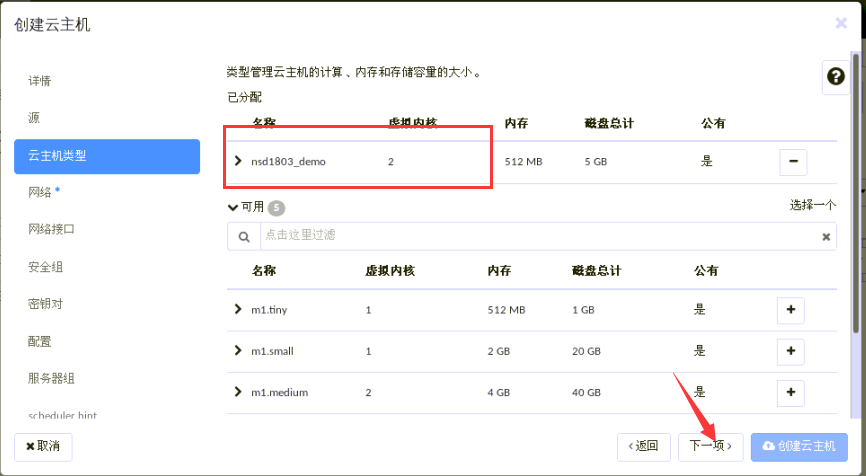 创建云主机 ×
详情
源
云主机类型
网络 *
网络接口
安全组
密钥对
配置
服务器组
scheduler hint
类型管理云主机的计算、内存和存储容量的大小。
已分配
名称 虚拟内核 内存 磁盘总计 公有
nsd1803_demo 2 512 MB 5 GB 是
可用 5 选择一个
点击这里过滤
名称 虚拟内核 内存 磁盘总计 公有
m1.tiny 1 512 MB 1 GB 是
m1.small 1 2 GB 20 GB 是
m1.medium 2 4 GB 40 GB 是
×取消 <返回 下一项> 创建云主机